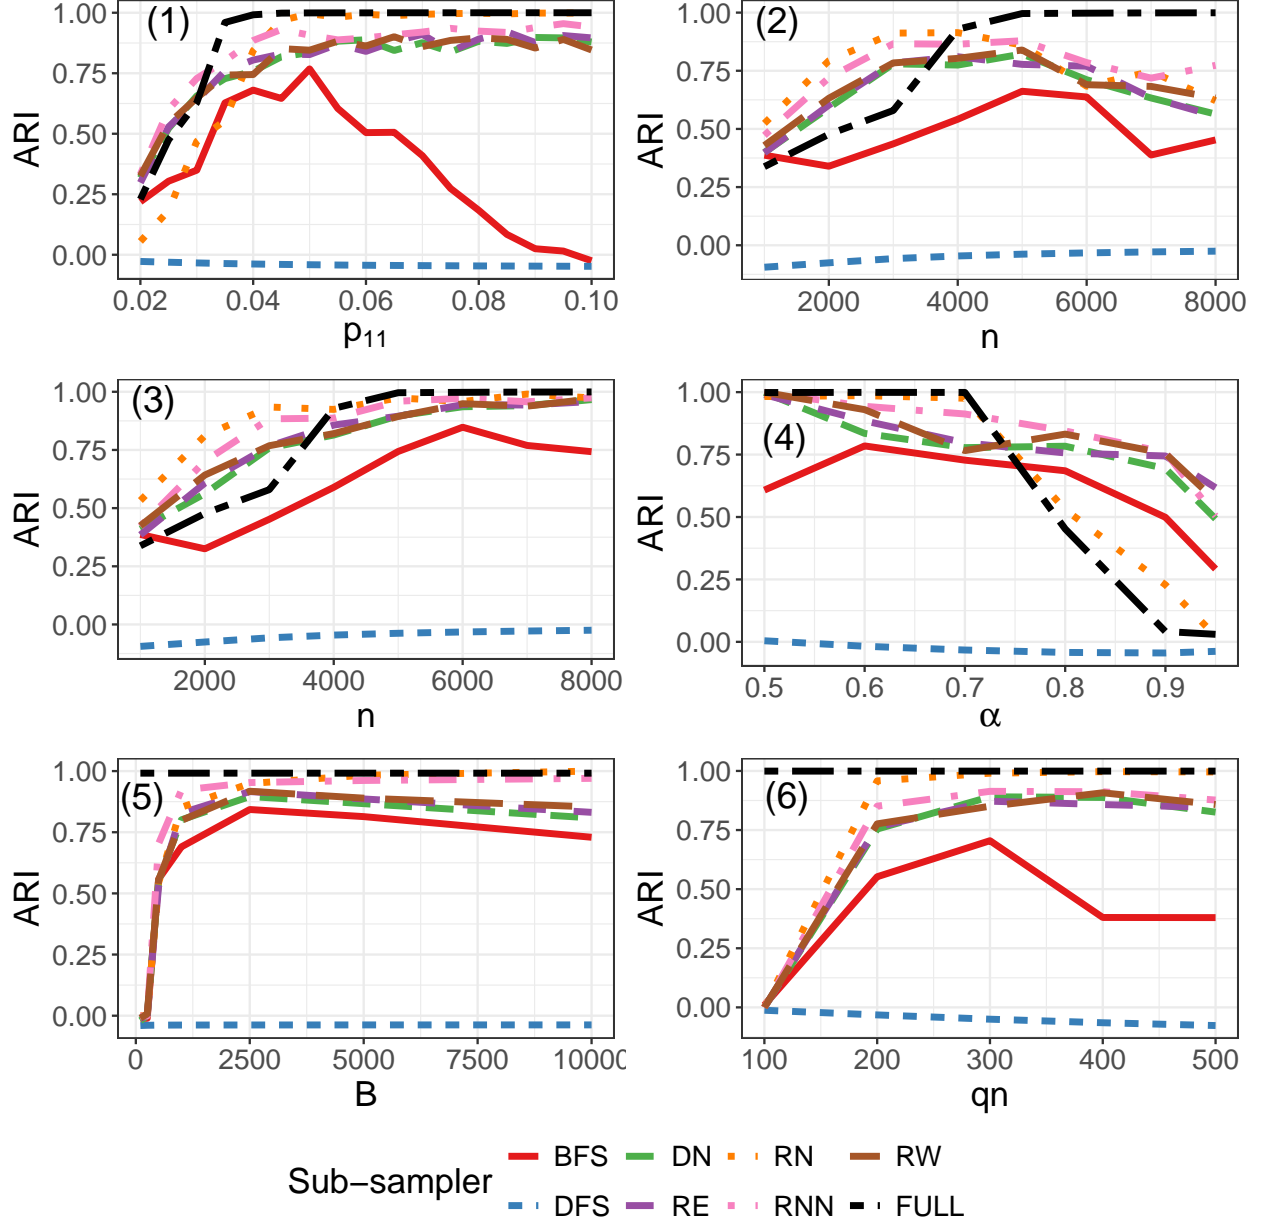 (1)
1.00
0.75
0.50
0.25
0.00
ARI
0.02 0.04 0.06 0.08 0.10
p11
(2)
1.00
0.75
0.50
0.25
0.00
ARI
2000 4000 6000 8000
n
(3)
1.00
0.75
0.50
0.25
0.00
ARI
2000 4000 6000 8000
n
(4)
1.00
0.75
0.50
0.25
0.00
ARI
0.5 0.6 0.7 0.8 0.9
α
(5)
1.00
0.75
0.50
0.25
0.00
ARI
0 2500 5000 7500 10000
B
(6)
1.00
0.75
0.50
0.25
0.00
ARI
100 200 300 400 500
qn
Sub−sampler
BFS DN RN RW
DFS RE RNN FULL